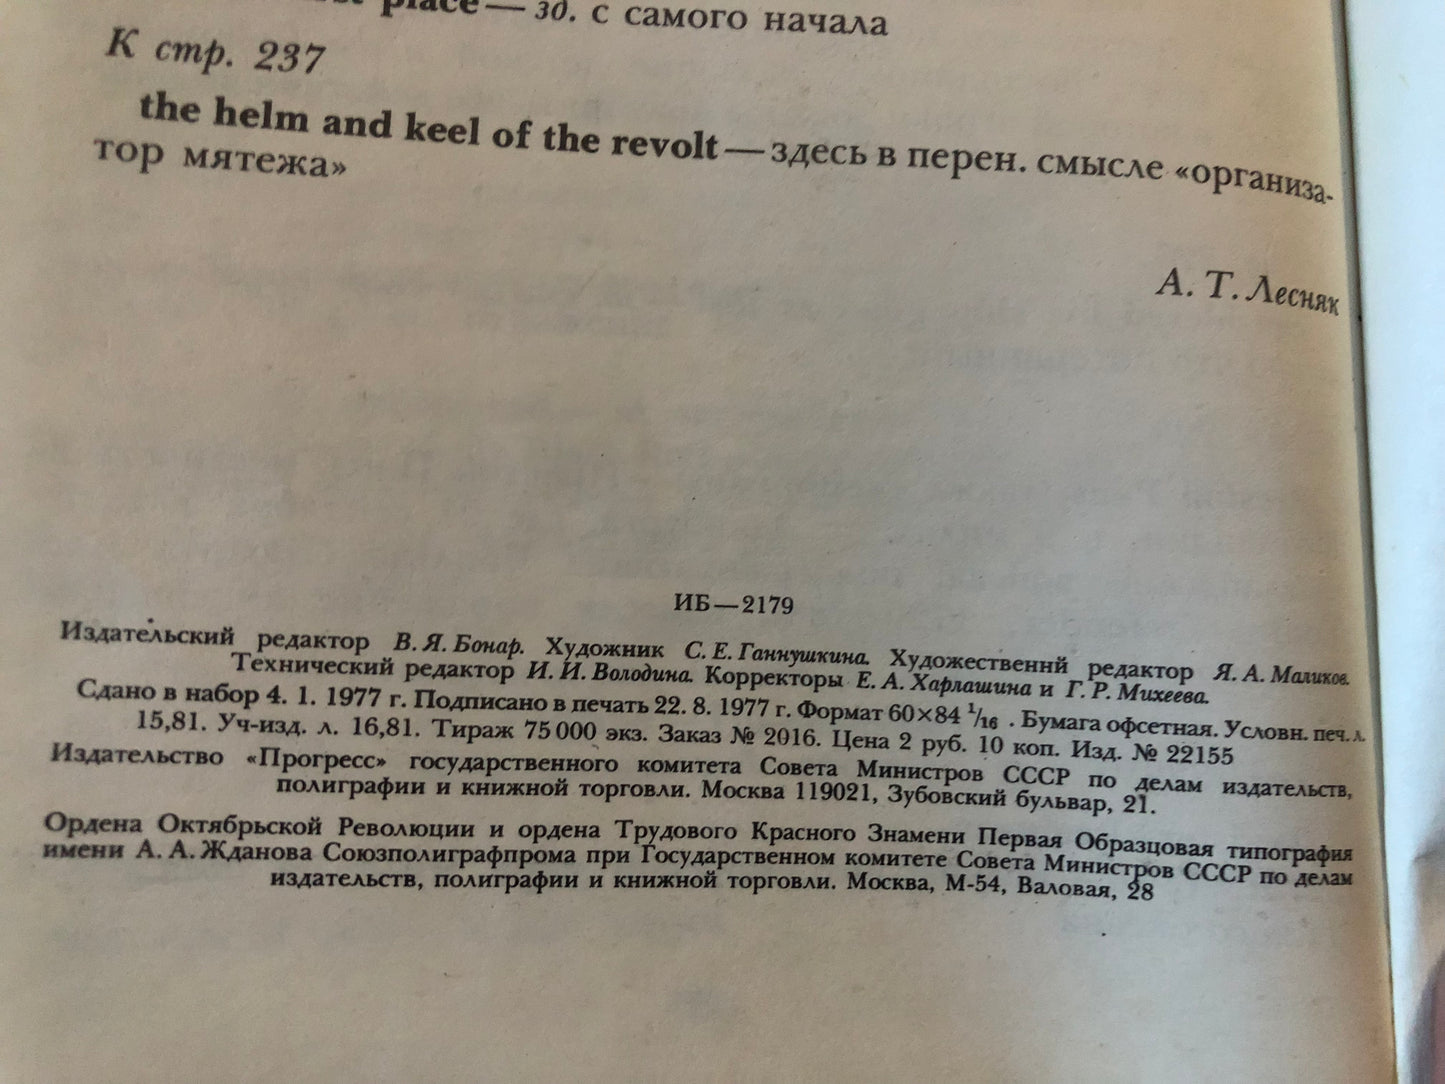 place — зд. с самого начала
К стр. 237
the helm and keel of the revolt — здесь в перен. смысле «организа-
тор мятежа»
А. Т. Лесняк
ИБ — 2179
Издательский редактор В. Я. Бонар. Художник С. Е. Ганнушкина. Художественнй редактор Я. А. Маликов.
Технический редактор И. И. Володина. Корректоры Е. А. Харлашина и Г. Р. Михеева.
Сдано в набор 4. 1. 1977 г. Подписано в печать 22. 8. 1977 г. Формат 60×84 1/16 . Бумага офсетная. Условн. печ. л.
15,81. Уч-изд. л. 16,81. Тираж 75 000 экз. Заказ № 2016. Цена 2 руб. 10 коп. Изд. № 22155
Издательство «Прогресс» государственного комитета Совета Министров СССР по делам издательств,
полиграфии и книжной торговли. Москва 119021, Зубовский бульвар, 21.
Ордена Октябрьской Революции и ордена Трудового Красного Знамени Первая Образцовая типография
имени А. А. Жданова Союзполиграфпрома при Государственном комитете Совета Министров СССР по делам
издательств, полиграфии и книжной торговли. Москва, М-54, Валовая, 28